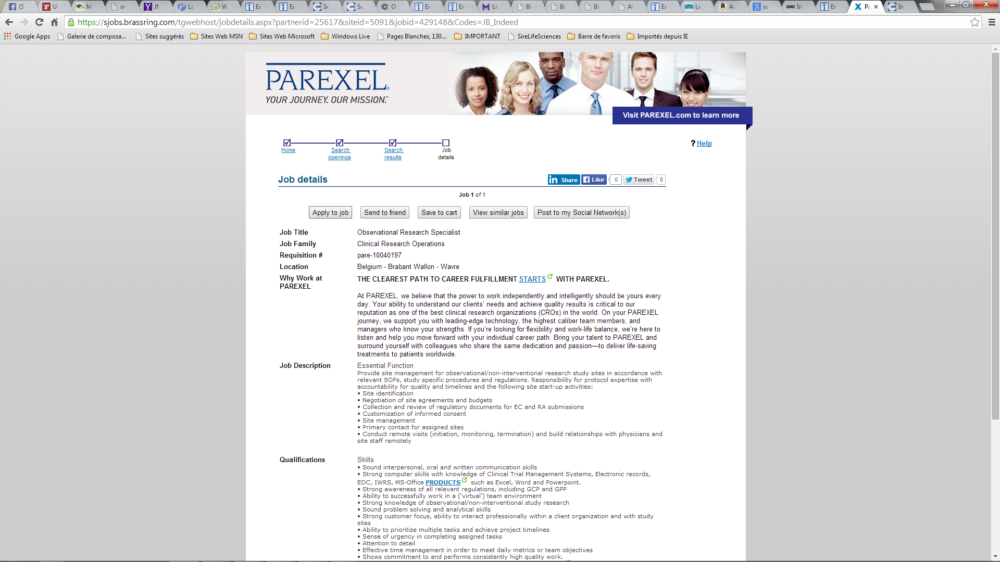 (5
U
M
ou
JN
La
W
Er
Er
Sc
Sc
O
Er
Er
Li
Bi
Bi
Bi
Al
Er
Le
A
sc
In
Er
P/
In
https://sjobs.brassring.com/tgwebhost/jobdetails.aspx?partnerid=25617&siteid=5091&jobid=429148&Codes=JB_Indeed
Google Apps Galerie de composa... Sites suggérés Sites Web MSN Sites Web Microsoft Windows Live Pages Blanches, 130... IMPORTANT SireLifeSciences Barre de favoris Importés depuis IE
PAREXEL®
YOUR JOURNEY. OUR MISSION.™
Visit PAREXEL.com to learn more
Home
Search openings
Search results
Job details
? Help
Job details
in Share Like 0 Tweet 0
Job 1 of 1
Apply to job Send to friend Save to cart View similar jobs Post to my Social Network(s)
Job Title Observational Research Specialist
Job Family Clinical Research Operations
Requisition # pare-10040197
Location Belgium - Brabant Wallon - Wavre
Why Work at PAREXEL
THE CLEAREST PATH TO CAREER FULFILLMENT STARTS WITH PAREXEL.
At PAREXEL, we believe that the power to work independently and intelligently should be yours every
day. Your ability to understand our clients' needs and achieve quality results is critical to our
reputation as one of the best clinical research organizations (CROs) in the world. On your PAREXEL
journey, we support you with leading-edge technology, the highest caliber team members, and
managers who know your strengths. If you're looking for flexibility and work-life balance, we're here to
listen and help you move forward with your individual career path. Bring your talent to PAREXEL and
surround yourself with colleagues who share the same dedication and passion—to deliver life-saving
treatments to patients worldwide.
Job Description Essential Function
Provide site management for observational/non-interventional research study sites in accordance with
relevant SOPs, study specific procedures and regulations. Responsibility for protocol expertise with
accountability for quality and timelines and the following site start-up activities:
• Site identification
• Negotiation of site agreements and budgets
• Collection and review of regulatory documents for EC and RA submissions
• Customization of informed consent
• Site management
• Primary contact for assigned sites
• Conduct remote visits (initiation, monitoring, termination) and build relationships with physicians and
site staff remotely
Qualifications Skills
• Sound interpersonal, oral and written communication skills
• Strong computer skills with knowledge of Clinical Trial Management Systems, Electronic records,
EDC, IWRS, MS-Office PRODUCTS such as Excel, Word and Powerpoint.
• Strong awareness of all relevant regulations, including GCP and GPP
• Ability to successfully work in a ('virtual') team environment
• Strong knowledge of observational/non-interventional study research
• Sound problem solving and analytical skills
• Strong customer focus, ability to interact professionally within a client organization and with study
sites
• Ability to prioritize multiple tasks and achieve project timelines
• Sense of urgency in completing assigned tasks
• Attention to detail
• Effective time management in order to meet daily metrics or team objectives
• Shows commitment to and performs consistently high quality work.